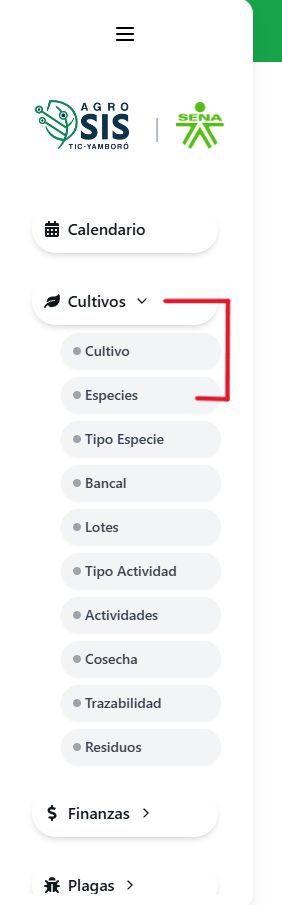 AGRO
SIS
TIC-YAMBORÓ
SENA
Calendario
Cultivos
Cultivo
Especies
Tipo Especie
Bancal
Lotes
Tipo Actividad
Actividades
Cosecha
Trazabilidad
Residuos
Finanzas
Plagas